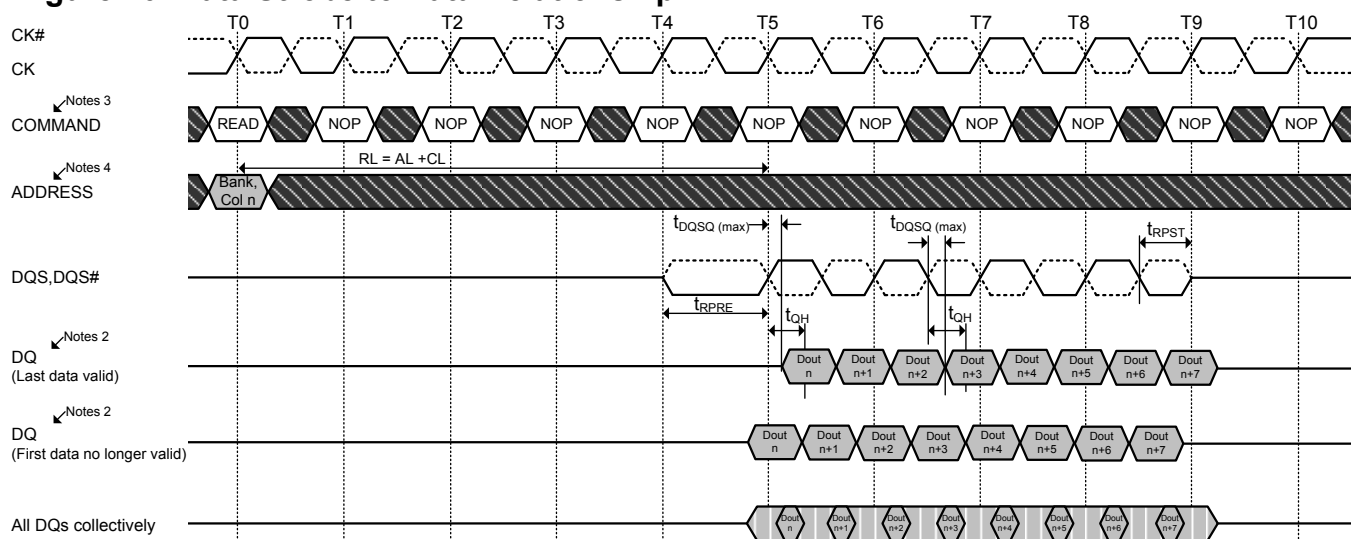 T0 T1 T2 T3 T4 T5 T6 T7 T8 T9 T10
CK#
CK
Notes 3
COMMAND
READ NOP NOP NOP NOP NOP NOP NOP NOP NOP NOP
Notes 4
ADDRESS
RL = AL +CL
Bank,
Col n
tDQSQ (max)
tDQSQ (max)
tRPST
DQS,DQS#
tRPRE
tQH
tQH
Notes 2
DQ
(Last data valid)
Dout n Dout n+1 Dout n+2 Dout n+3 Dout n+4 Dout n+5 Dout n+6 Dout n+7
Notes 2
DQ
(First data no longer valid)
Dout n Dout n+1 Dout n+2 Dout n+3 Dout n+4 Dout n+5 Dout n+6 Dout n+7
All DQs collectively
Dout n Dout n+1 Dout n+2 Dout n+3 Dout n+4 Dout n+5 Dout n+6 Dout n+7